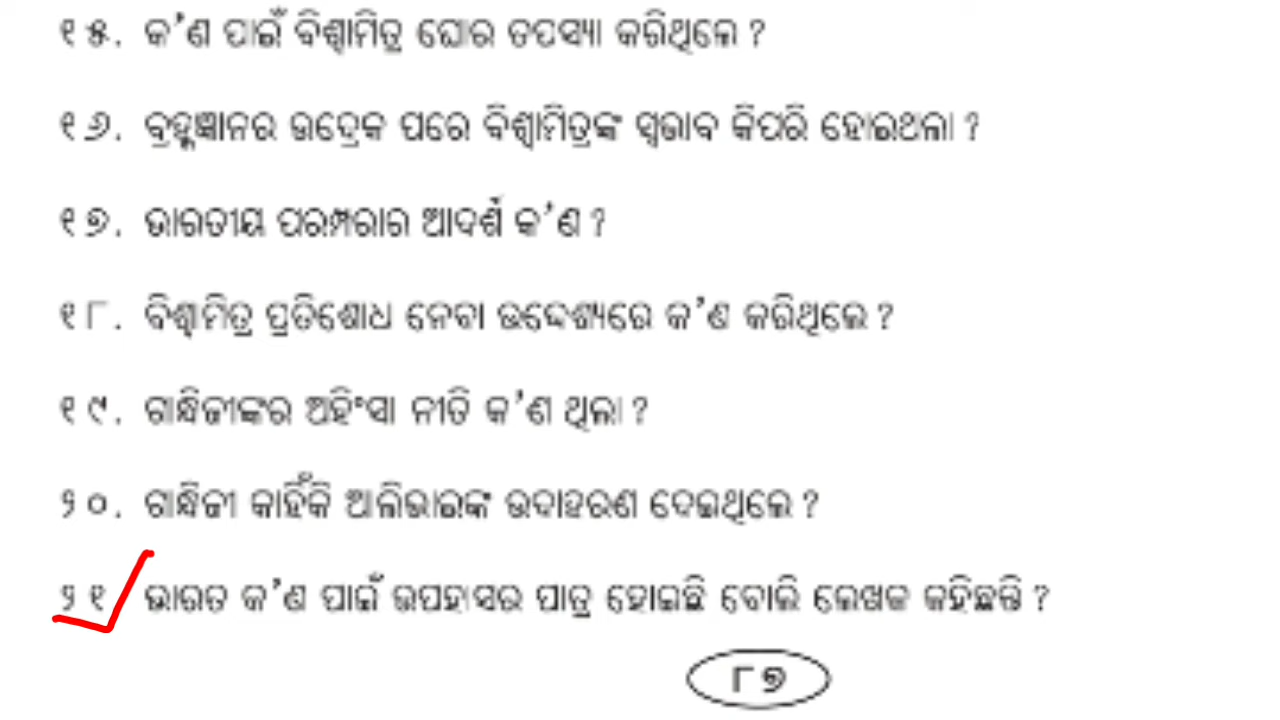 ୧୫. କ’ଣ ପାଇଁ ବିଶ୍ୱାମିତ୍ର ଘୋର ତପସ୍ୟା କରିଥିଲେ ?
୧୬. ବ୍ରହ୍ମଜ୍ଞାନର ଉଦ୍ରେକ ପରେ ବିଶ୍ୱାମିତ୍ରଙ୍କ ସ୍ୱଭାବ କିପରି ହୋଇଥଲା ?
୧୭. ଭାରତୀୟ ପରମ୍ପରାର ଆଦର୍ଶ କ’ଣ ?
୧୮. ବିଶ୍ୱାମିତ୍ର ପ୍ରତିଶୋଧ ନେବା ଉଦ୍ଦେଶ୍ୟରେ କ’ଣ କରିଥିଲେ ?
୧୯. ଗାନ୍ଧିଜୀଙ୍କର ଅହିଂସା ନୀତି କ’ଣ ଥିଲା ?
୨୦. ଗାନ୍ଧିଜୀ କାହିଁକି ଆଲିଭାଇଙ୍କ ଉଦାହରଣ ଦେଇଥିଲେ ?
୨୧ ଭାରତ କ’ଣ ପାଇଁ ଉପହାସର ପାତ୍ର ହୋଇଛି ବୋଲି ଲେଖକ କହିଛନ୍ତି ?
୮୭